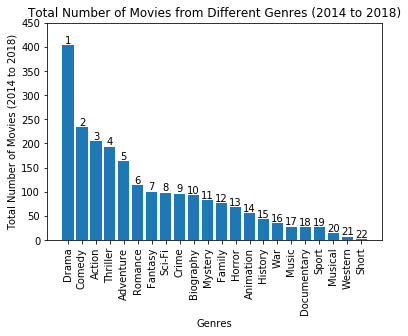 Total Number of Movies from Different Genres (2014 to 2018)
Total Number of Movies (2014 to 2018)
450
400
350
300
250
200
150
100
50
0
1
2
3
4
5
6
7
8
9
10
11
12
13
14
15
16
17
18
19
20
21
22
Drama
Comedy
Action
Thriller
Adventure
Romance
Fantasy
Sci-Fi
Crime
Biography
Mystery
Family
Horror
Animation
History
War
Music
Documentary
Sport
Musical
Western
Short
Genres